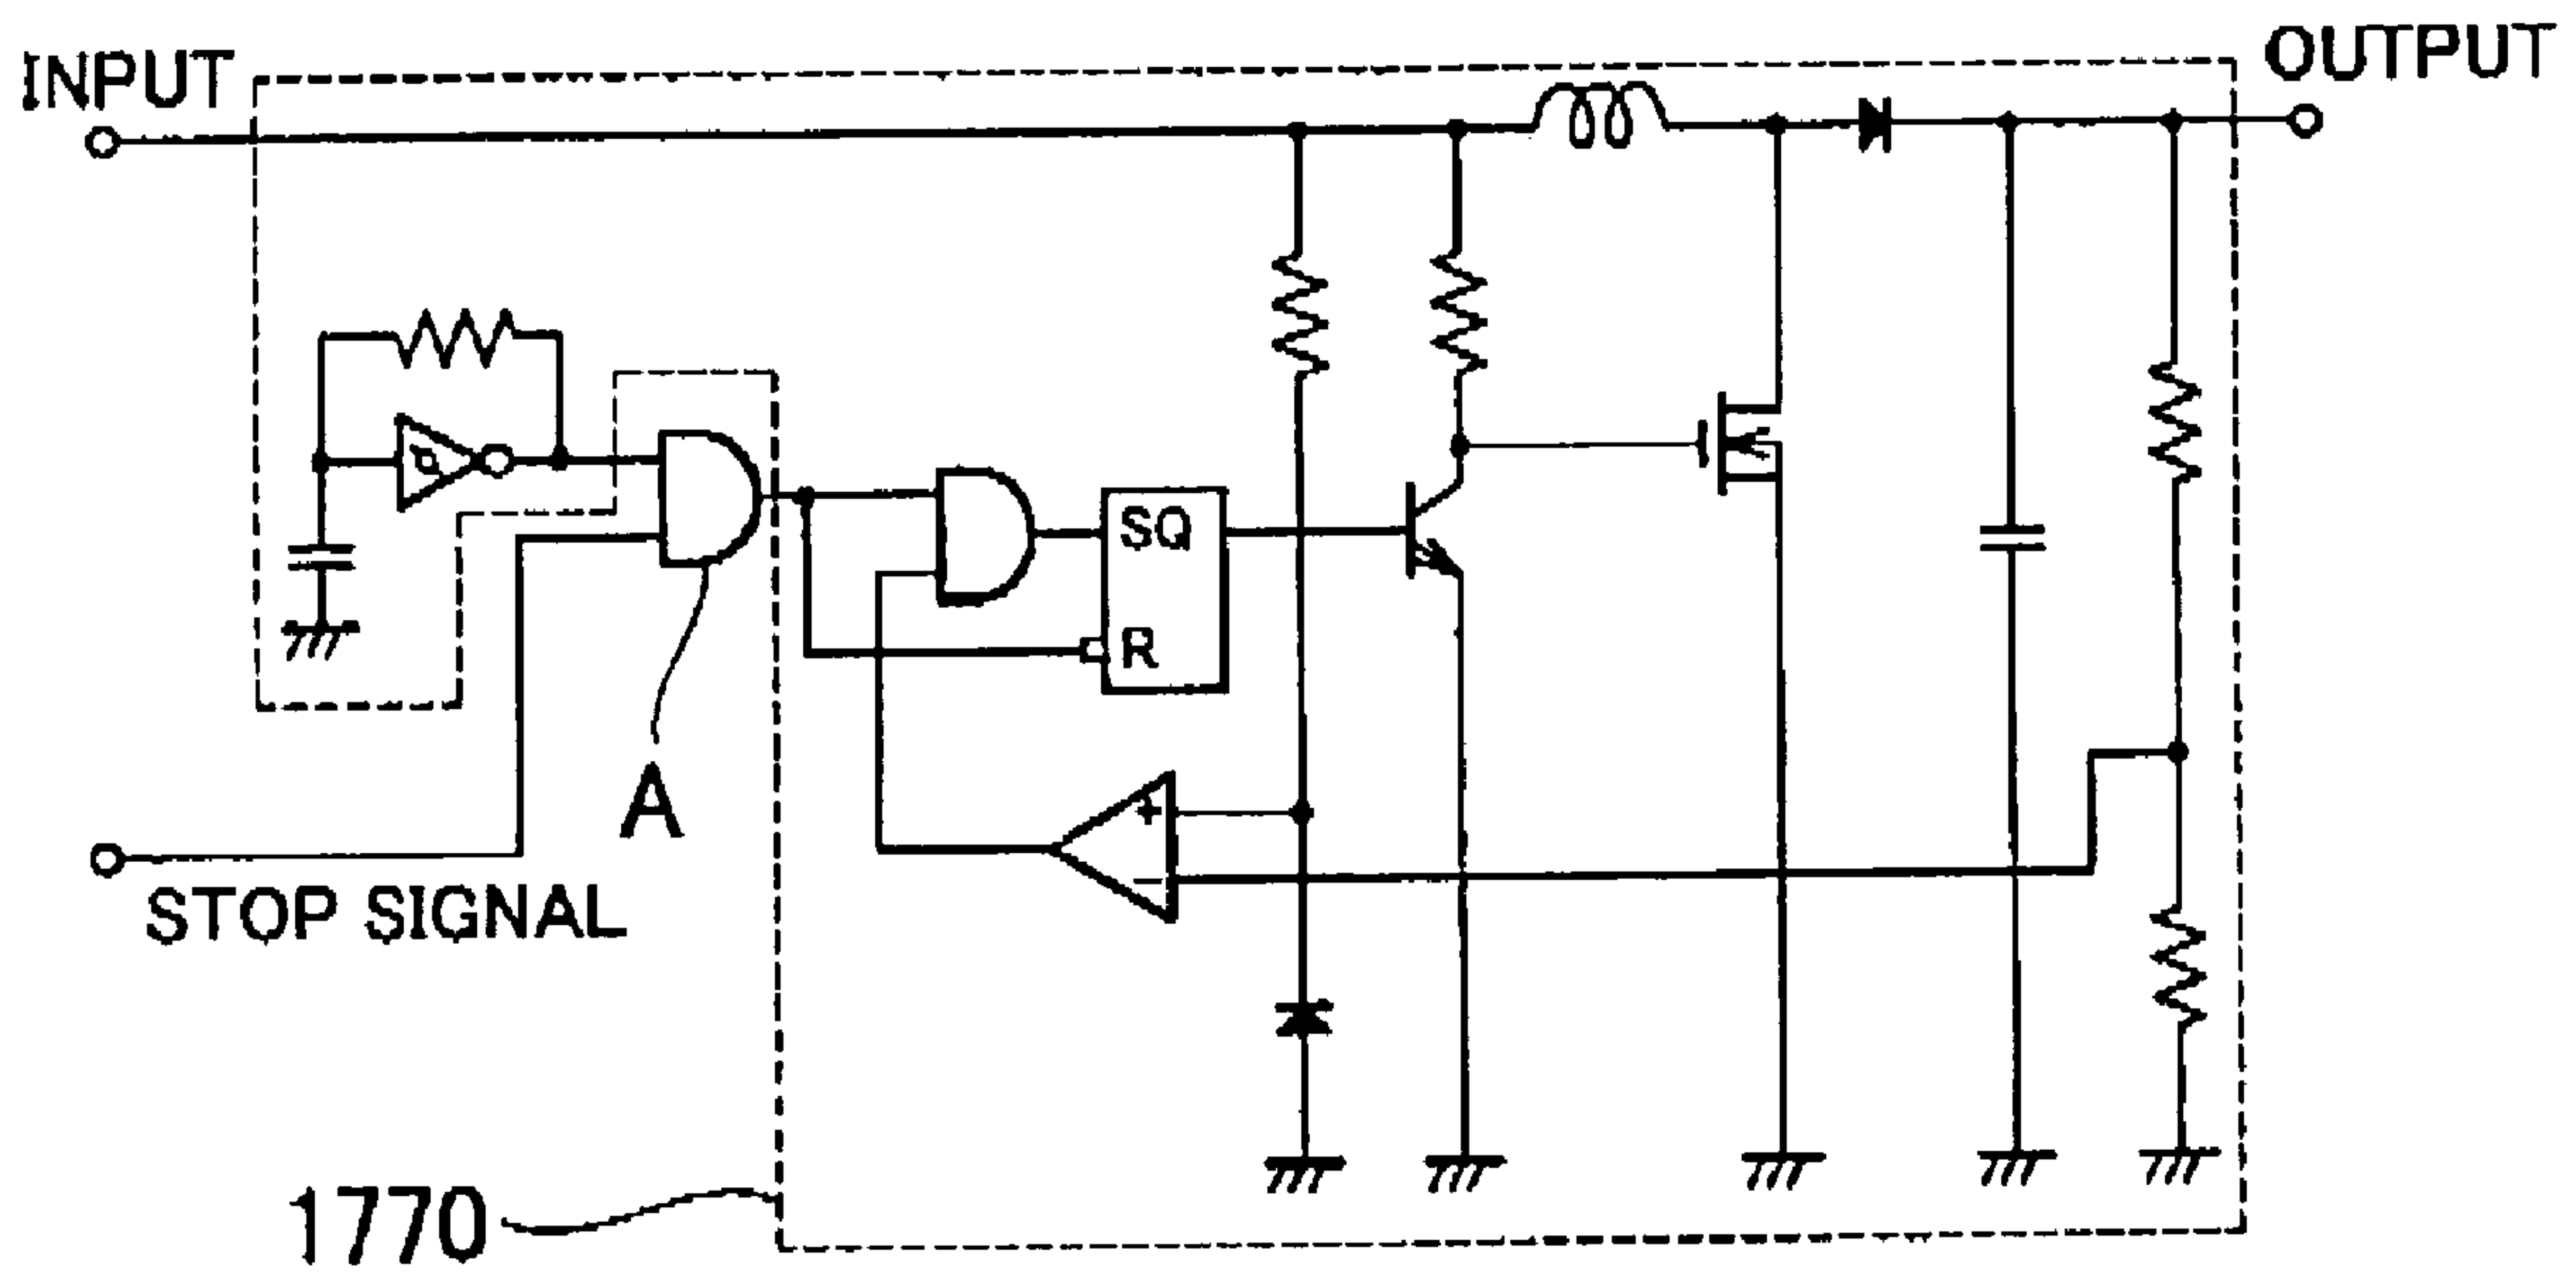 INPUT
OUTPUT
SQ
R
A
+
−
STOP SIGNAL
1770